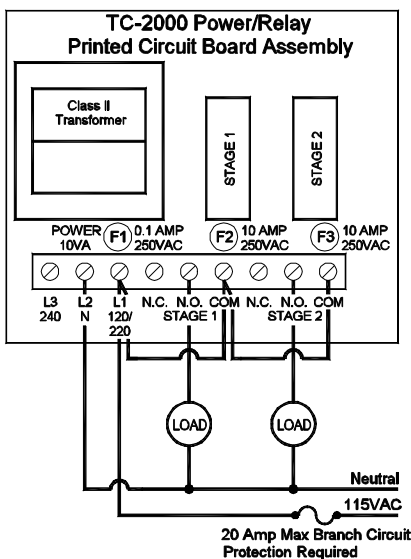 TC-2000 Power/Relay
Printed Circuit Board Assembly
Class II
Transformer
STAGE 1
STAGE 2
POWER
10VA
F1
0.1 AMP
250VAC
F2
10 AMP
250VAC
F3
10 AMP
250VAC
L3 L2 L1 N.C. N.O. COM N.C. N.O. COM
240 N 120/ STAGE 1 STAGE 2
220
LOAD LOAD
Neutral
115VAC
20 Amp Max Branch Circuit
Protection Required